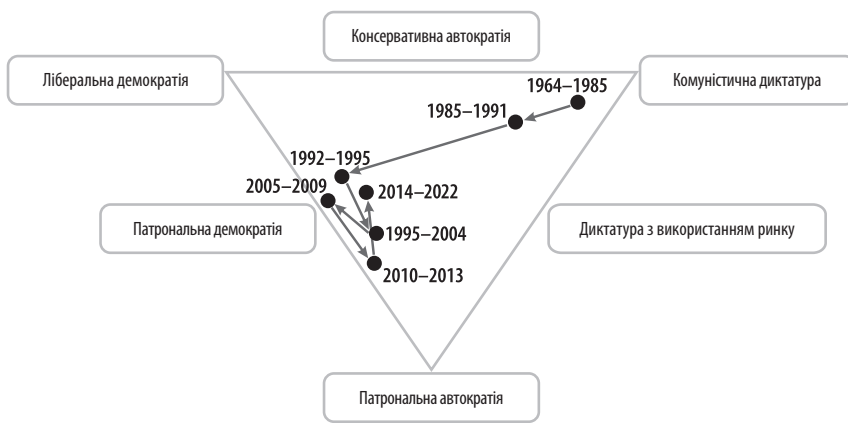 Консервативна автократія
Ліберальна демократія
Комуністична диктатура
1964–1985
1985–1991
1992–1995
2005–2009
2014–2022
Патрональна демократія
1995–2004
Диктатура з використанням ринку
2010–2013
Патрональна автократія